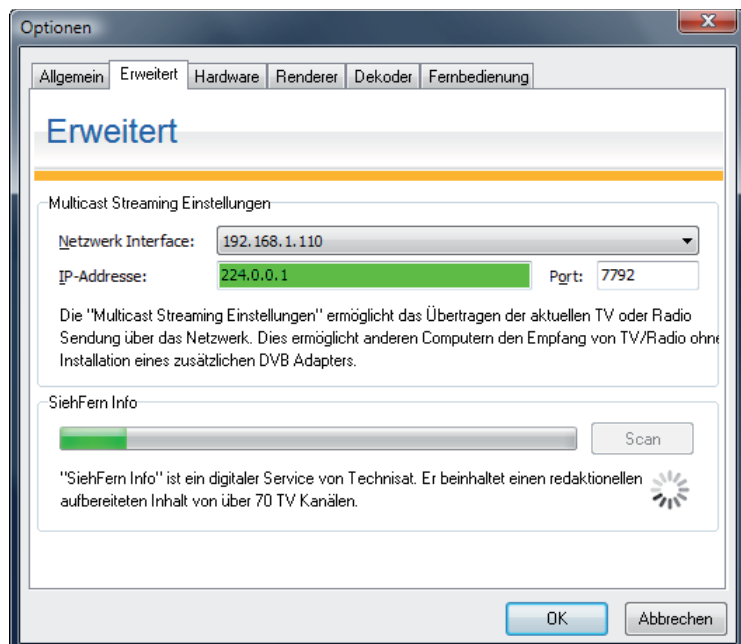 Optionen
Allgemein Erweitert Hardware Renderer Dekoder Fernbedienung
Erweitert
Multicast Streaming Einstellungen
Netzwerk Interface: 192.168.1.110
IP-Addresse: 224.0.0.1 Port: 7792
Die "Multicast Streaming Einstellungen" ermöglicht das Übertragen der aktuellen TV oder Radio
Sendung über das Netzwerk. Dies ermöglicht anderen Computern den Empfang von TV/Radio ohne
Installation eines zusätzlichen DVB Adapters.
SiehFern Info
Scan
"SiehFern Info" ist ein digitaler Service von Technisat. Er beinhaltet einen redaktionellen
aufbereiteten Inhalt von über 70 TV Kanälen.
OK Abbrechen